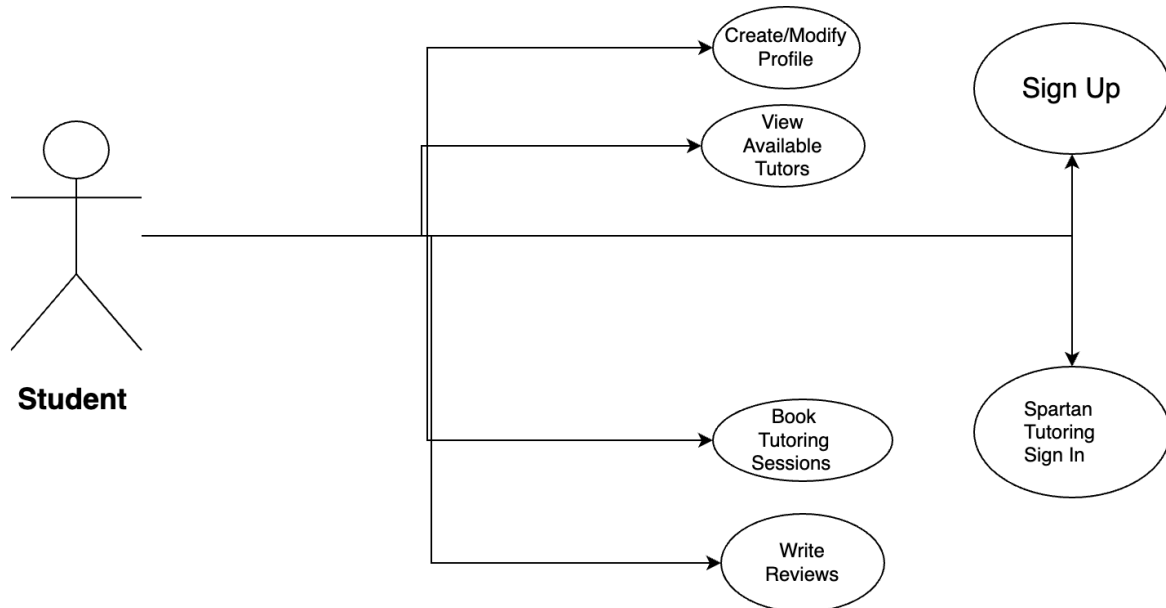 Create/Modify
Profile
Sign Up
View
Available
Tutors
Student
Book
Tutoring
Sessions
Spartan
Tutoring
Sign In
Write
Reviews